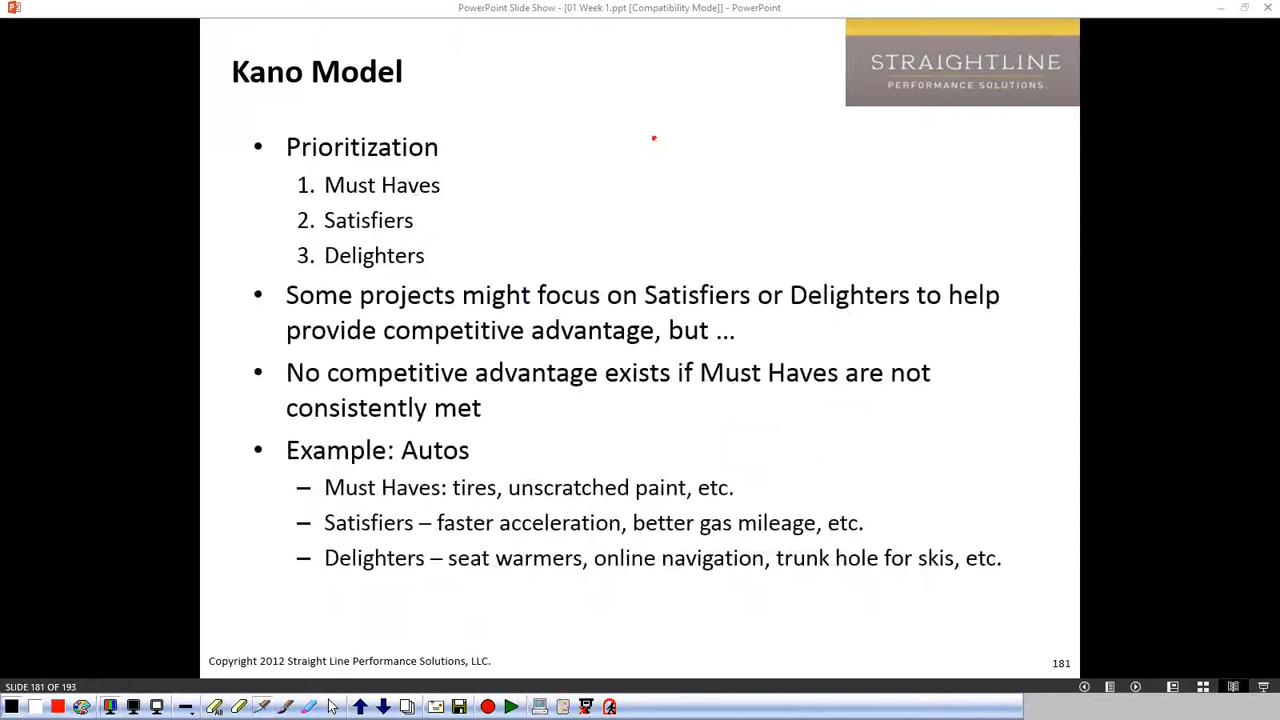 PowerPoint Slide Show - [01 Week 1.ppt [Compatibility Mode]] - PowerPoint
Kano Model
STRAIGHTLINE
PERFORMANCE SOLUTIONS.
• Prioritization
1. Must Haves
2. Satisfiers
3. Delighters
• Some projects might focus on Satisfiers or Delighters to help
provide competitive advantage, but ...
• No competitive advantage exists if Must Haves are not
consistently met
• Example: Autos
– Must Haves: tires, unscratched paint, etc.
– Satisfiers – faster acceleration, better gas mileage, etc.
– Delighters – seat warmers, online navigation, trunk hole for skis, etc.
Copyright 2012 Straight Line Performance Solutions, LLC.
181
SLIDE 181 OF 193